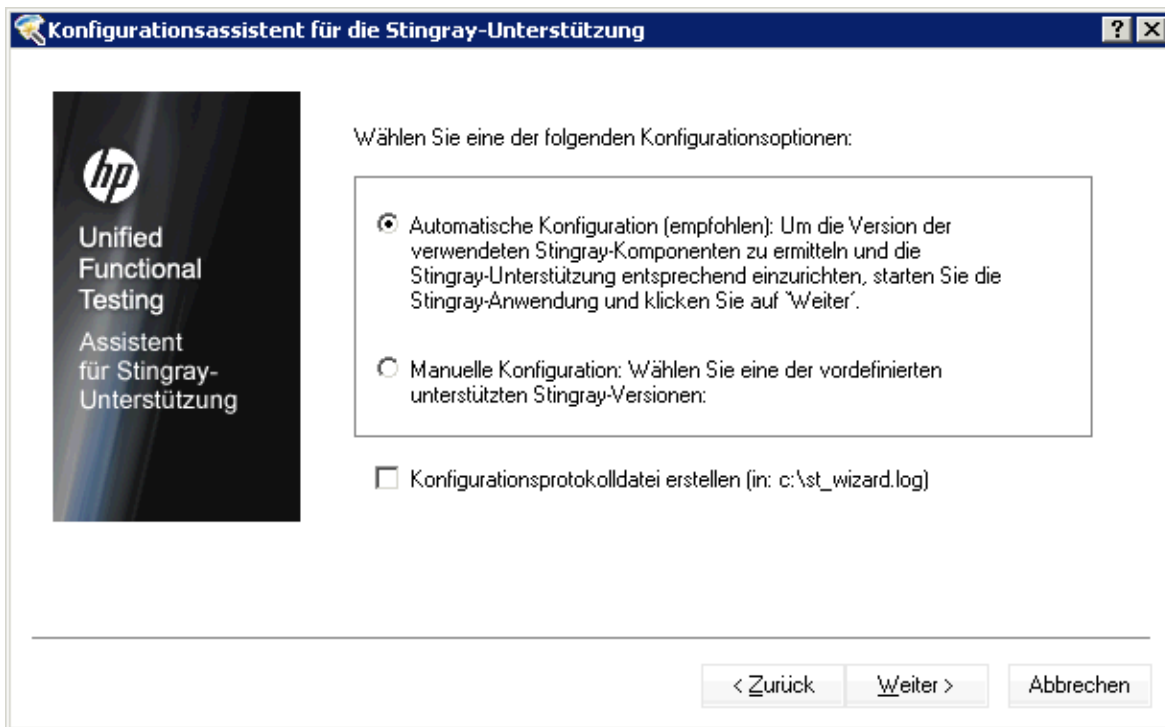 Konfigurationsassistent für die Stingray-Unterstützung
? X
hp
Unified
Functional
Testing
Assistent
für Stingray-
Unterstützung
Wählen Sie eine der folgenden Konfigurationsoptionen:
Automatische Konfiguration (empfohlen): Um die Version der
verwendeten Stingray-Komponenten zu ermitteln und die
Stingray-Unterstützung entsprechend einzurichten, starten Sie die
Stingray-Anwendung und klicken Sie auf ´Weiter´.
Manuelle Konfiguration: Wählen Sie eine der vordefinierten
unterstützten Stingray-Versionen:
Konfigurationsprotokolldatei erstellen (in: c:\st_wizard.log)
< Zurück
Weiter >
Abbrechen